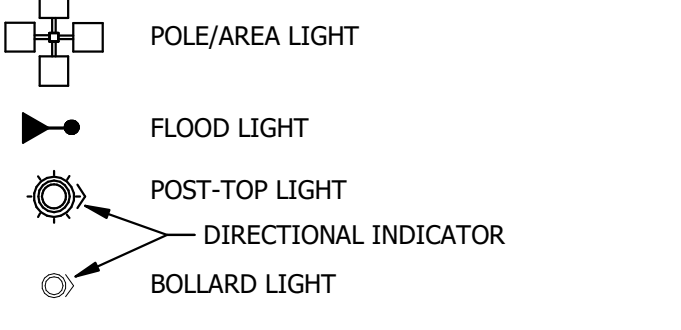 POLE/AREA LIGHT
FLOOD LIGHT
POST-TOP LIGHT
DIRECTIONAL INDICATOR
BOLLARD LIGHT